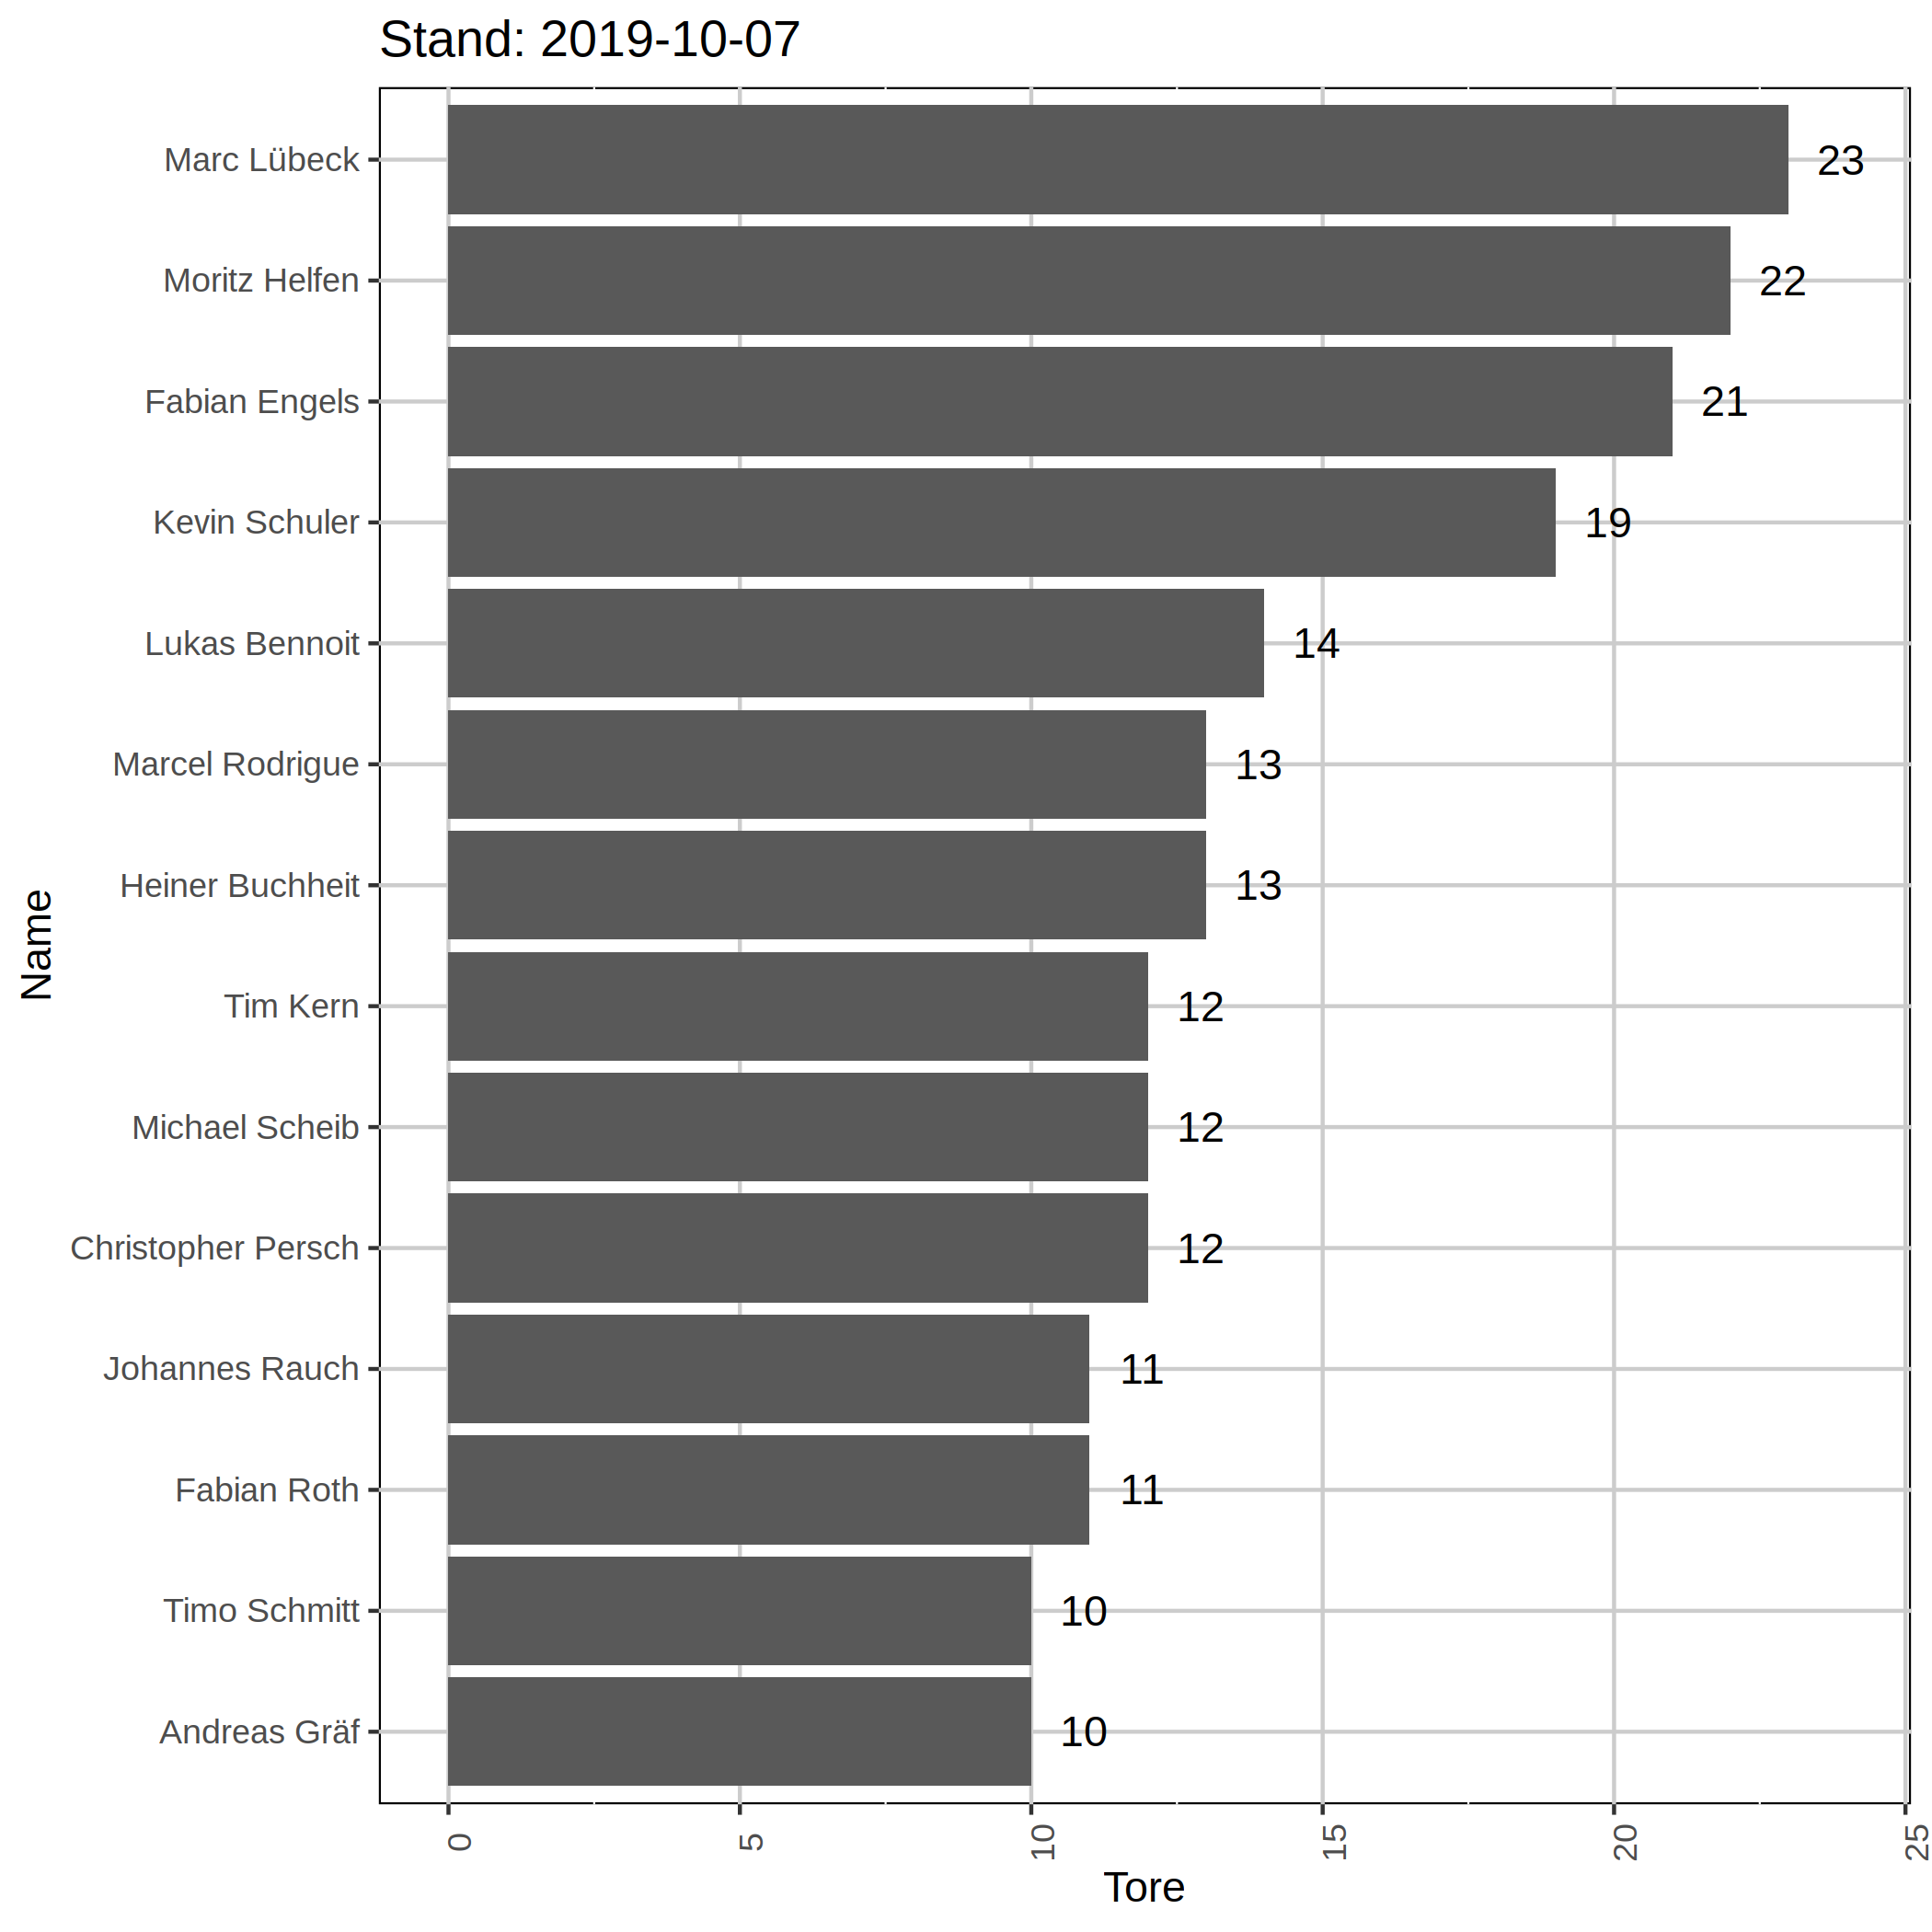 Stand: 2019-10-07
Marc Lübeck 23
Moritz Helfen 22
Fabian Engels 21
Kevin Schuler 19
Lukas Bennoit 14
Marcel Rodrigue 13
Heiner Buchheit 13
Tim Kern 12
Michael Scheib 12
Christopher Persch 12
Johannes Rauch 11
Fabian Roth 11
Timo Schmitt 10
Andreas Gräf 10
Name
0 5 10 15 20 25
Tore